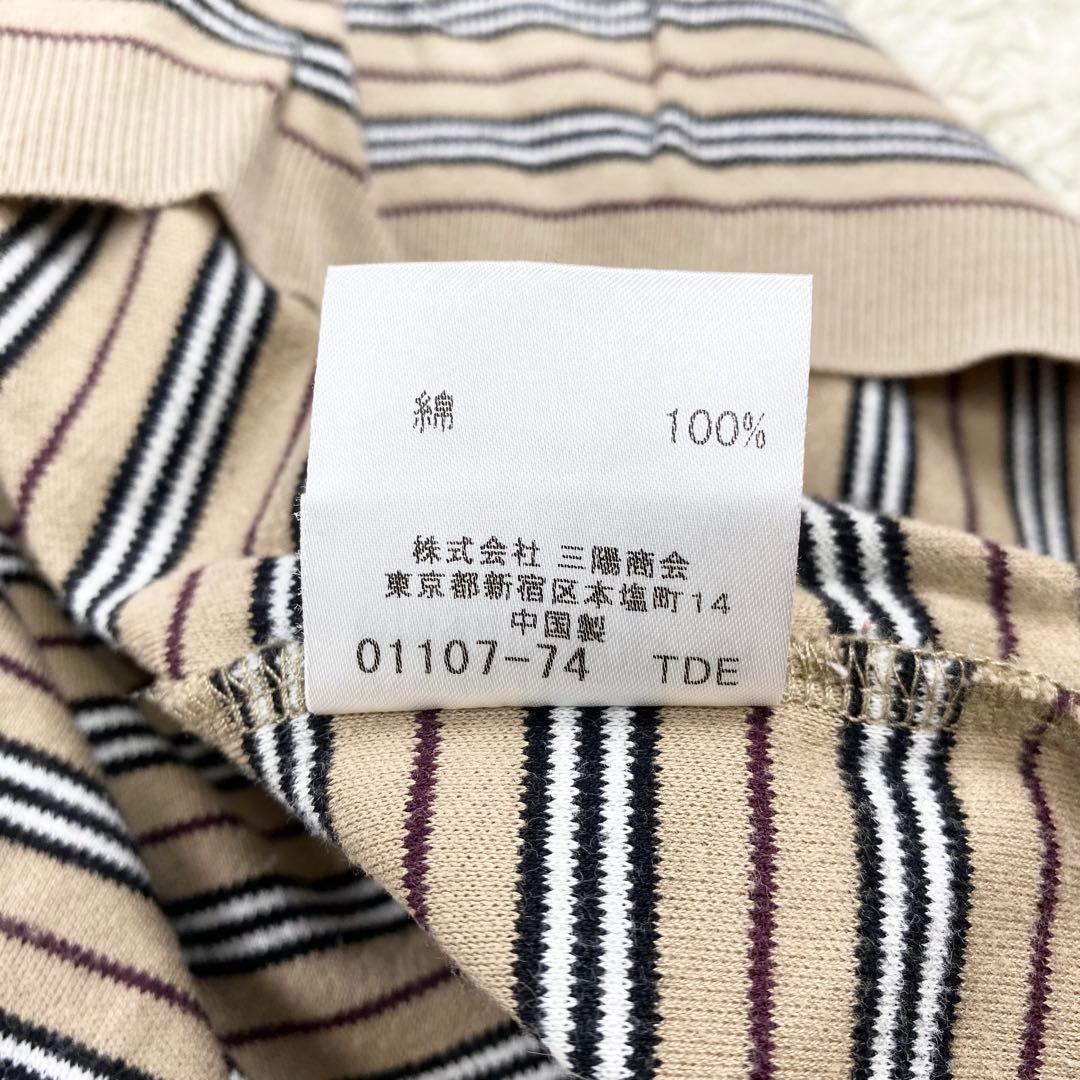 綿 100%
株式会社 三陽商会
東京都新宿区本塩町14
中国製
01107-74 TDE